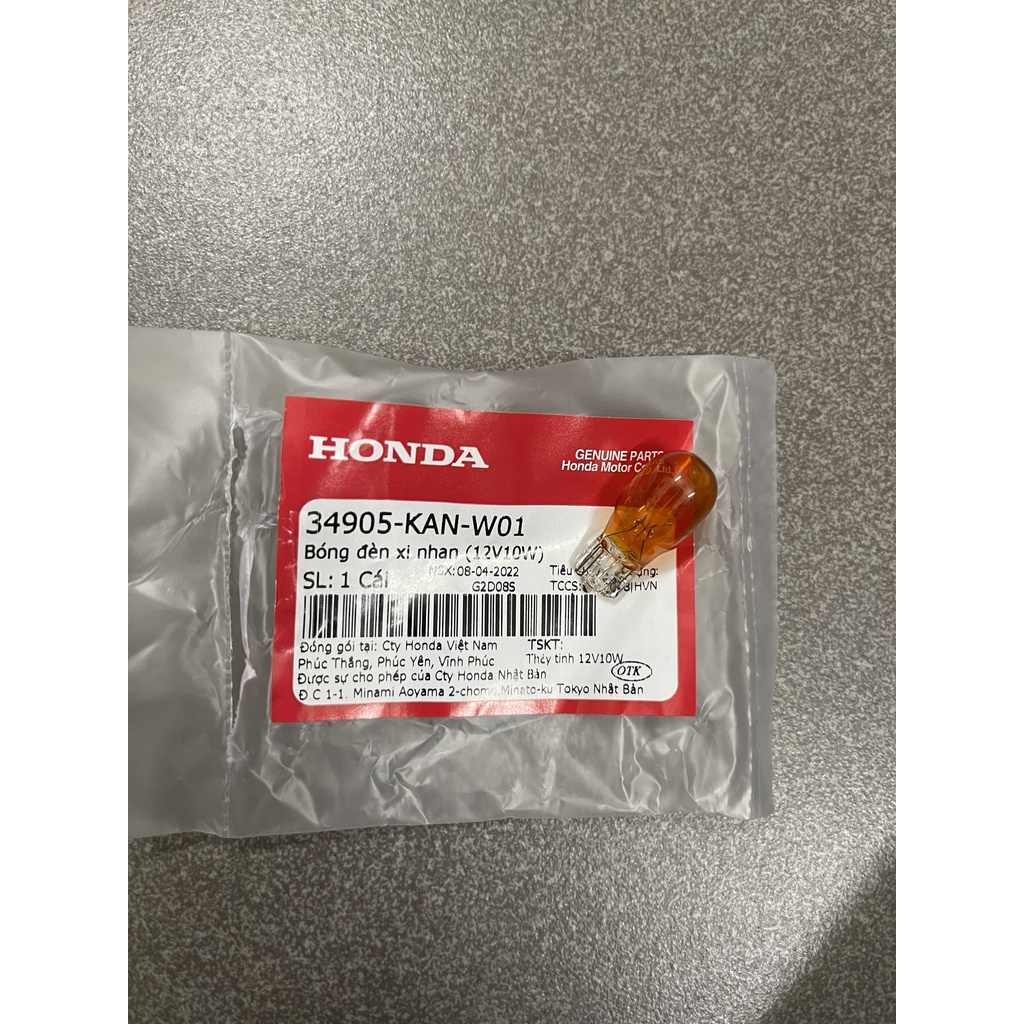 HONDA
GENUINE PARTS
Honda Motor Co., Ltd.
34905-KAN-W01
Bóng đèn xi nhan (12V10W)
SL: 1 Cái
NSX: 08-04-2022
G2D08S
Tiêu
TCCS:
/HVN
Đóng gói tại: Cty Honda Việt Nam
TSKT:
Phúc Thắng, Phúc Yên, Vĩnh Phúc
Thủy tinh 12V10W
Được sự cho phép của Cty Honda Nhật Bản
OTK
Đ C 1-1. Minami Aoyama 2-chome,Minato-ku Tokyo Nhật Bản